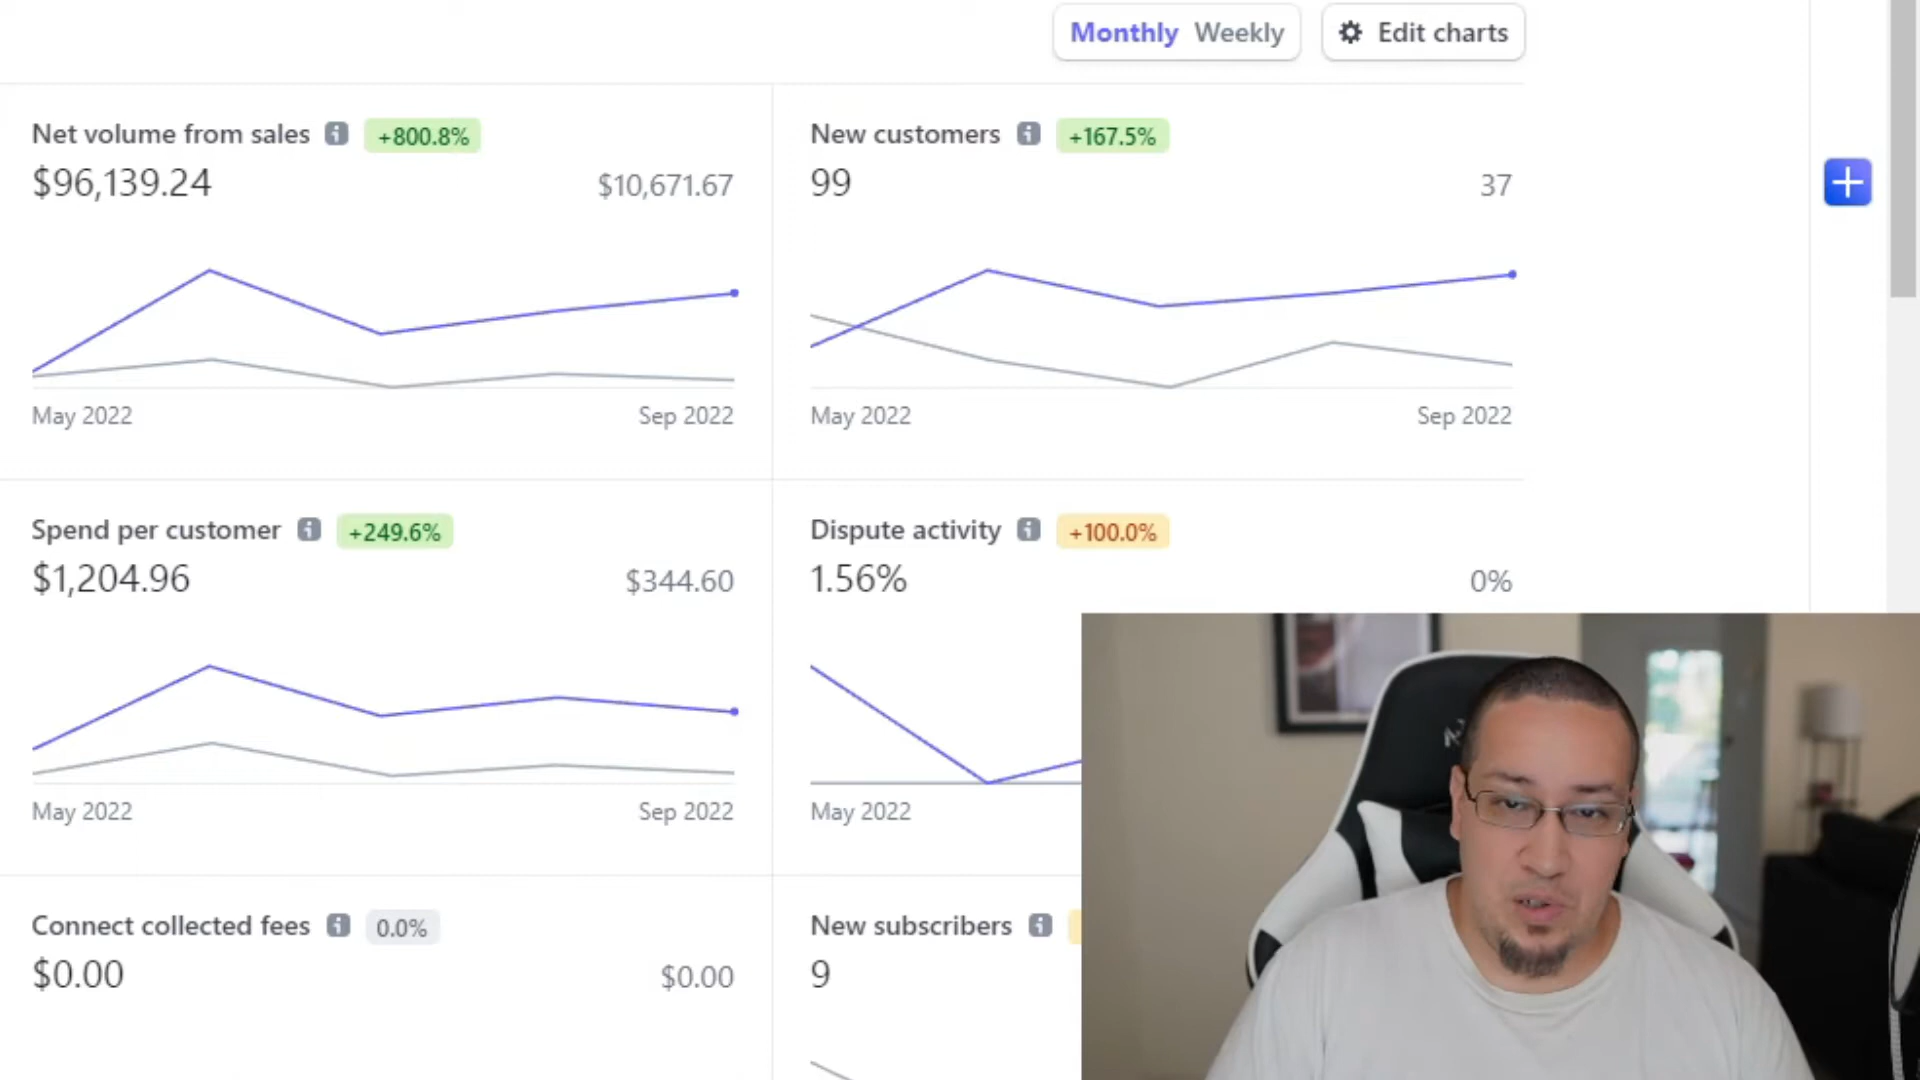 Monthly Weekly Edit charts
Net volume from sales +800.8%
$96,139.24 $10,671.67
May 2022 Sep 2022
New customers +167.5%
99 37
May 2022 Sep 2022
Spend per customer +249.6%
$1,204.96 $344.60
May 2022 Sep 2022
Dispute activity +100.0%
1.56% 0%
May 2022
Connect collected fees 0.0%
$0.00 $0.00
New subscribers
9